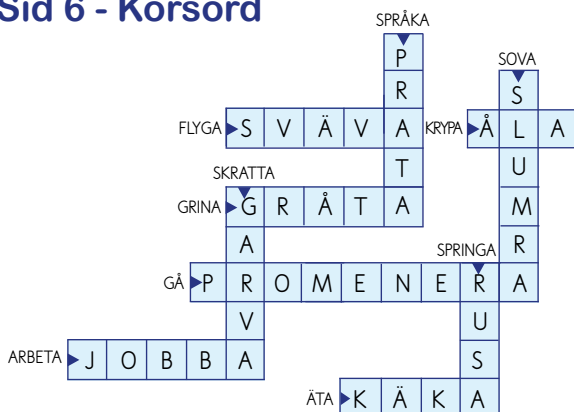 Sid 6 - Korsord
SPRÅKA
P
SOVA
R
S
FLYGA S V Ä V A KRYPA Å L A
T
U
SKRATTA
GRINA G R Å T A
M
A
R
SPRINGA
GÅ P R O M E N E R A
V
U
ARBETA J O B B A
S
ÄTA K Ä K A